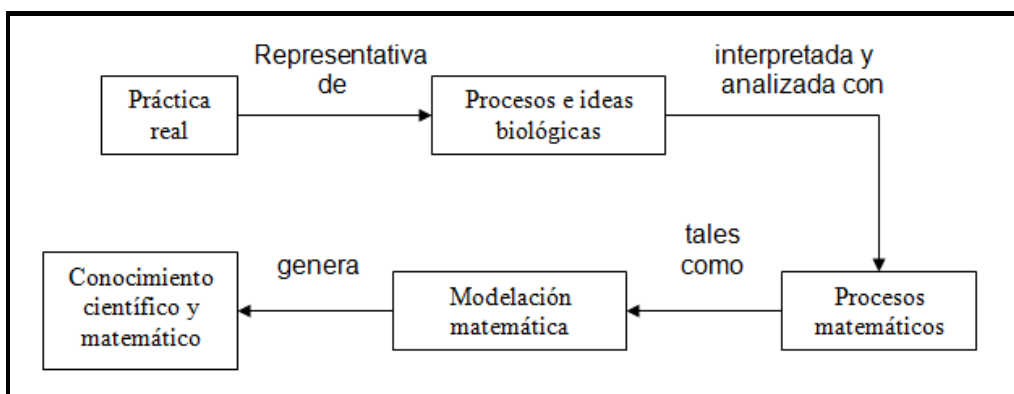 Práctica
real
Representativa
de
Procesos e ideas
biológicas
interpretada y
analizada con
Procesos
matemáticos
tales
como
Modelación
matemática
genera
Conocimiento
científico y
matemático